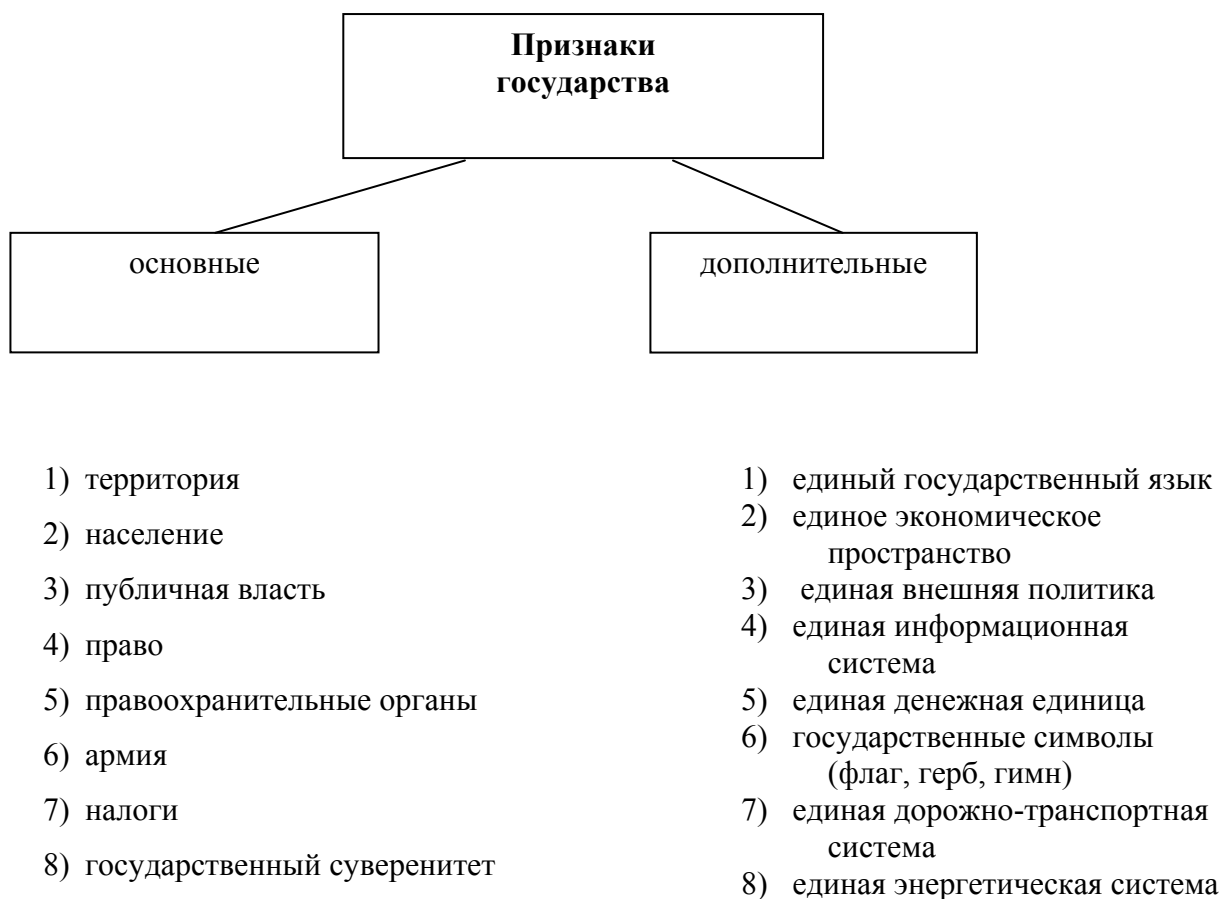 Признаки
государства
основные
дополнительные
1) территория
2) население
3) публичная власть
4) право
5) правоохранительные органы
6) армия
7) налоги
8) государственный суверенитет
1) единый государственный язык
2) единое экономическое
пространство
3) единая внешняя политика
4) единая информационная
система
5) единая денежная единица
6) государственные символы
(флаг, герб, гимн)
7) единая дорожно-транспортная
система
8) единая энергетическая система